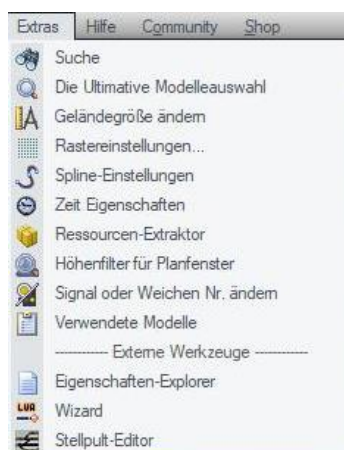 Extras Hilfe Community Shop
Suche
Die Ultimative Modelleauswahl
Geländegröße ändern
Rastereinstellungen...
Spline-Einstellungen
Zeit Eigenschaften
Ressourcen-Extraktor
Höhenfilter für Planfenster
Signal oder Weichen Nr. ändern
Verwendete Modelle
----------- Externe Werkzeuge -----------
Eigenschaften-Explorer
LUA Wizard
Stellpult-Editor